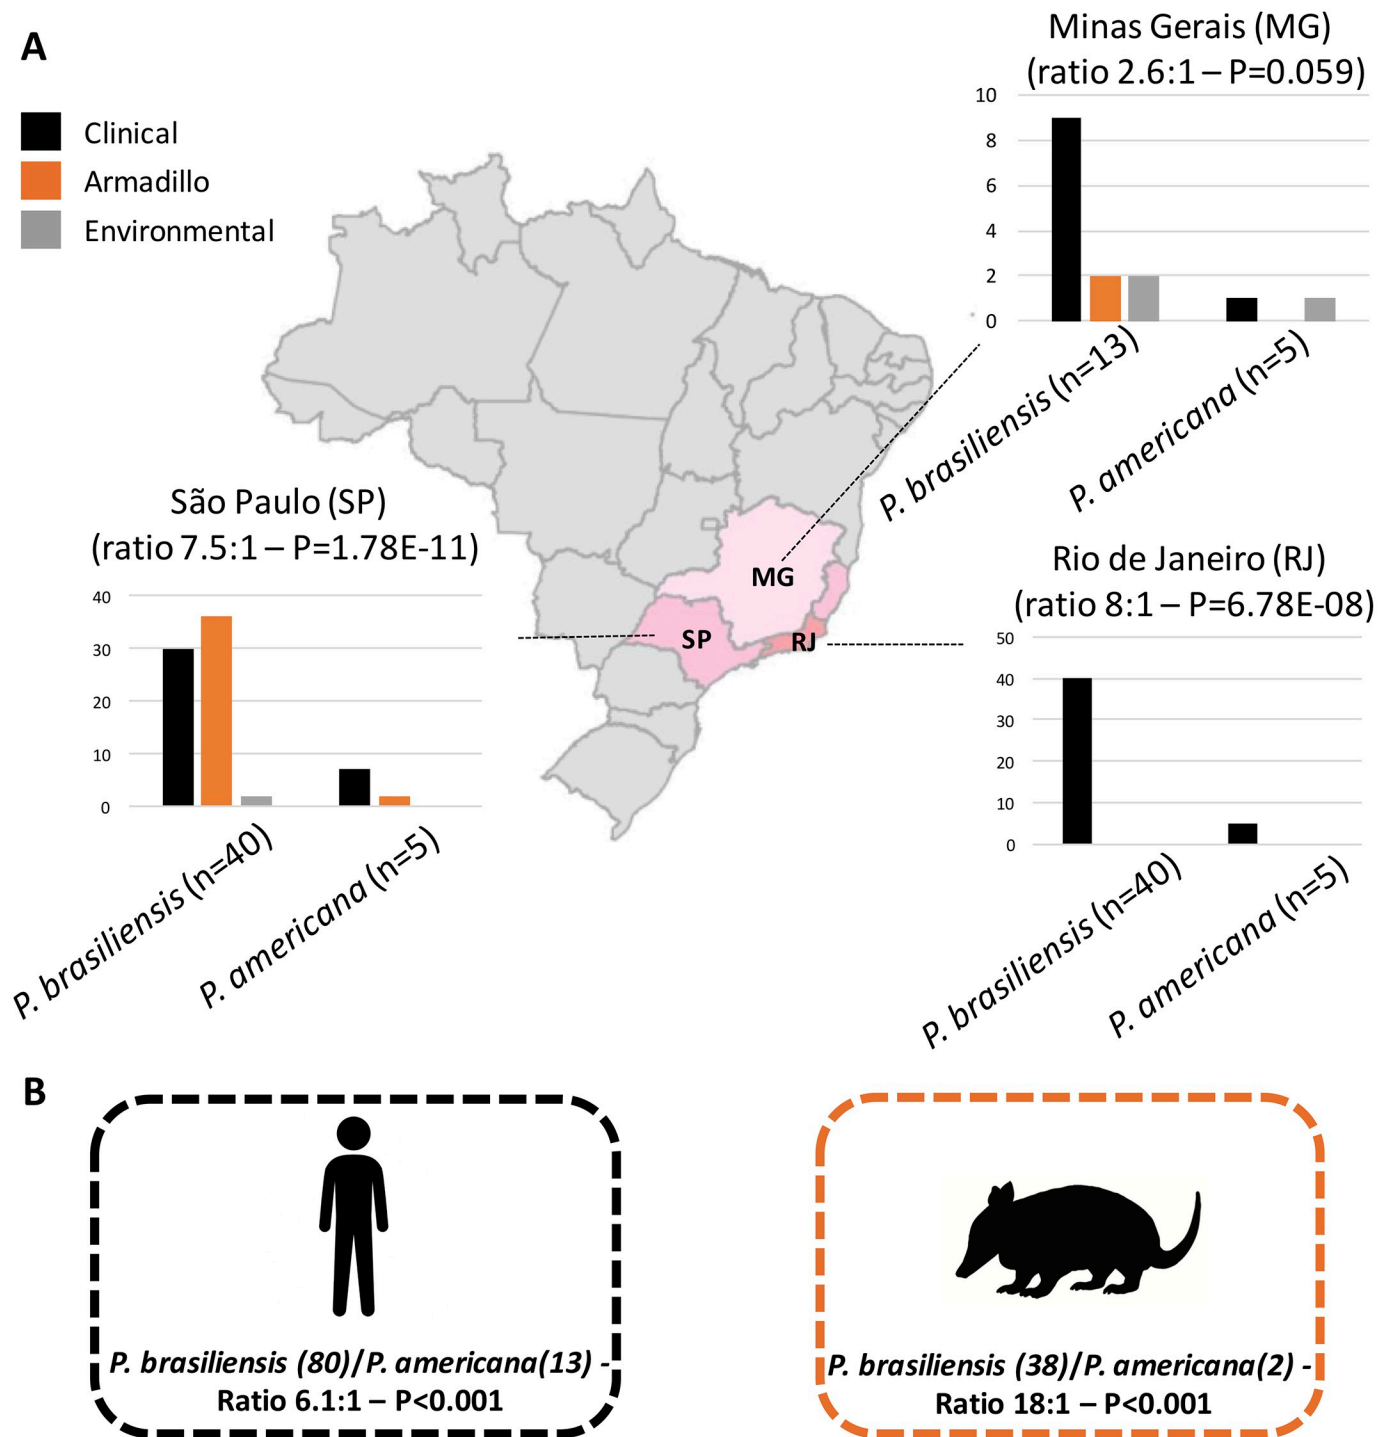 A
Clinical
Armadillo
Environmental
Minas Gerais (MG)
(ratio 2.6:1 – P=0.059)
10
8
6
4
2
0
P. brasiliensis (n=13)
P. americana (n=5)
São Paulo (SP)
(ratio 7.5:1 – P=1.78E-11)
40
30
20
10
0
P. brasiliensis (n=40)
P. americana (n=5)
MG
SP
RJ
Rio de Janeiro (RJ)
(ratio 8:1 – P=6.78E-08)
50
40
30
20
10
0
P. brasiliensis (n=40)
P. americana (n=5)
B
P. brasiliensis (80)/P. americana(13) -
Ratio 6.1:1 – P<0.001
P. brasiliensis (38)/P. americana(2) -
Ratio 18:1 – P<0.001